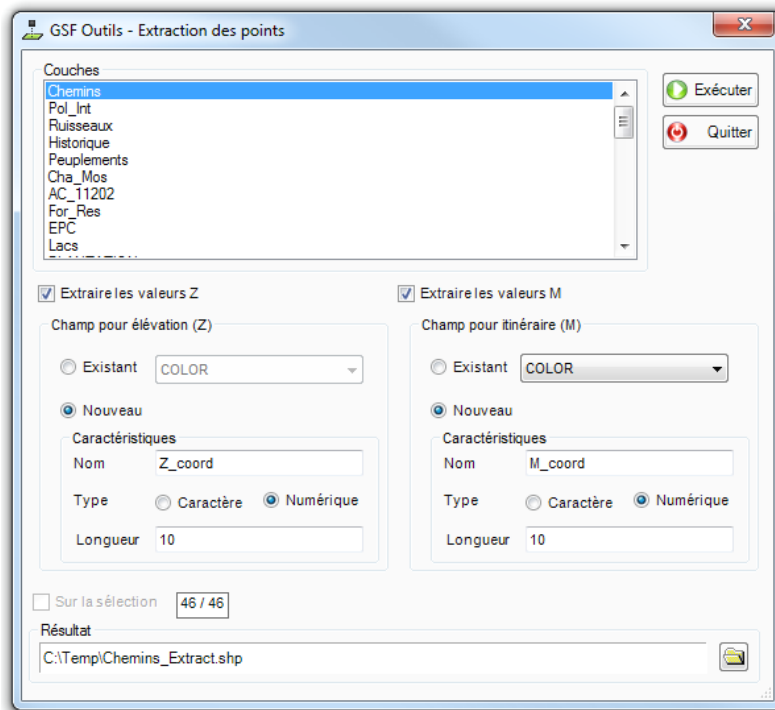 GSF Outils - Extraction des points
Couches
Chemins
Pol_Int
Ruisseaux
Historique
Peuplements
Cha_Mos
AC_11202
For_Res
EPC
Lacs
Exécuter
Quitter
Extraire les valeurs Z
Extraire les valeurs M
Champ pour élévation (Z)
Existant COLOR
Nouveau
Caractéristiques
Nom Z_coord
Type Caractère Numérique
Longueur 10
Champ pour itinéraire (M)
Existant COLOR
Nouveau
Caractéristiques
Nom M_coord
Type Caractère Numérique
Longueur 10
Sur la sélection 46 / 46
Résultat
C:\Temp\Chemins_Extract.shp